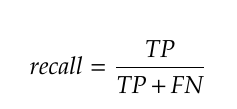 recall = TP / TP + FN